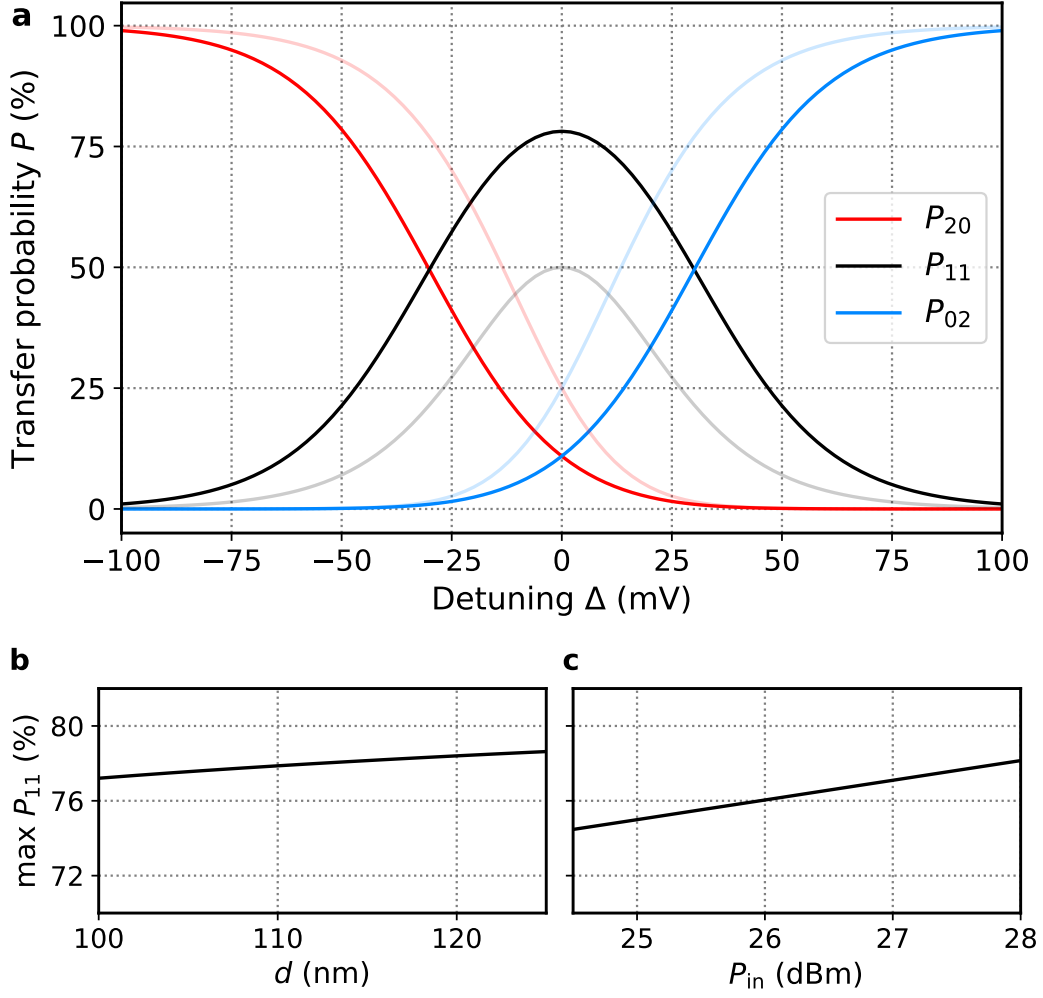 a
Transfer probability P (%)
100
75
50
25
0
−100 −75 −50 −25 0 25 50 75 100
Detuning Δ (mV)
P₂₀
P₁₁
P₀₂
b
max P₁₁ (%)
80
76
72
100 110 120
d (nm)
c
25 26 27 28
Pᵢₙ (dBm)